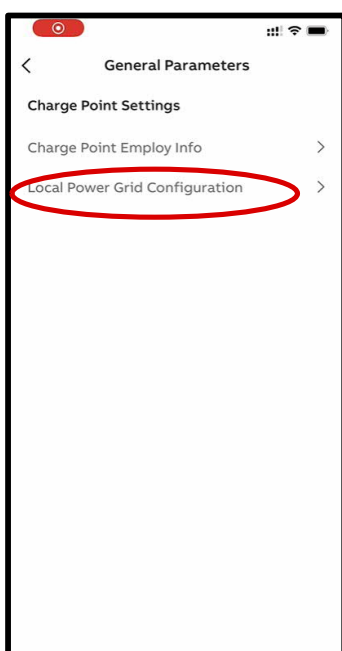 General Parameters
Charge Point Settings
Charge Point Employ Info
Local Power Grid Configuration